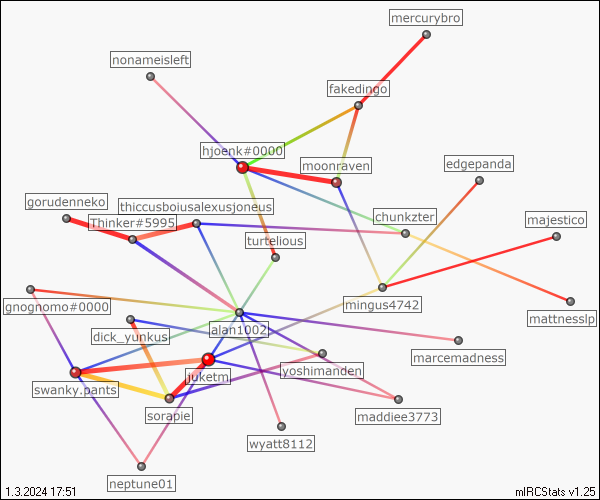 mercurybro
nonameisleft
fakedingo
hjoenk#0000
moonraven
edgepanda
gorudenneko
thiccusboiusalexusjoneus
Thinker#5995
chunkzter
majestico
turtelious
gnognomo#0000
mingus4742
mattnesslp
alan1002
dick_yunkus
marcemadness
yoshimanden
juketm
swanky.pants
sorapie
maddiee3773
wyatt8112
neptune01
1.3.2024 17:51
mIRCStats v1.25